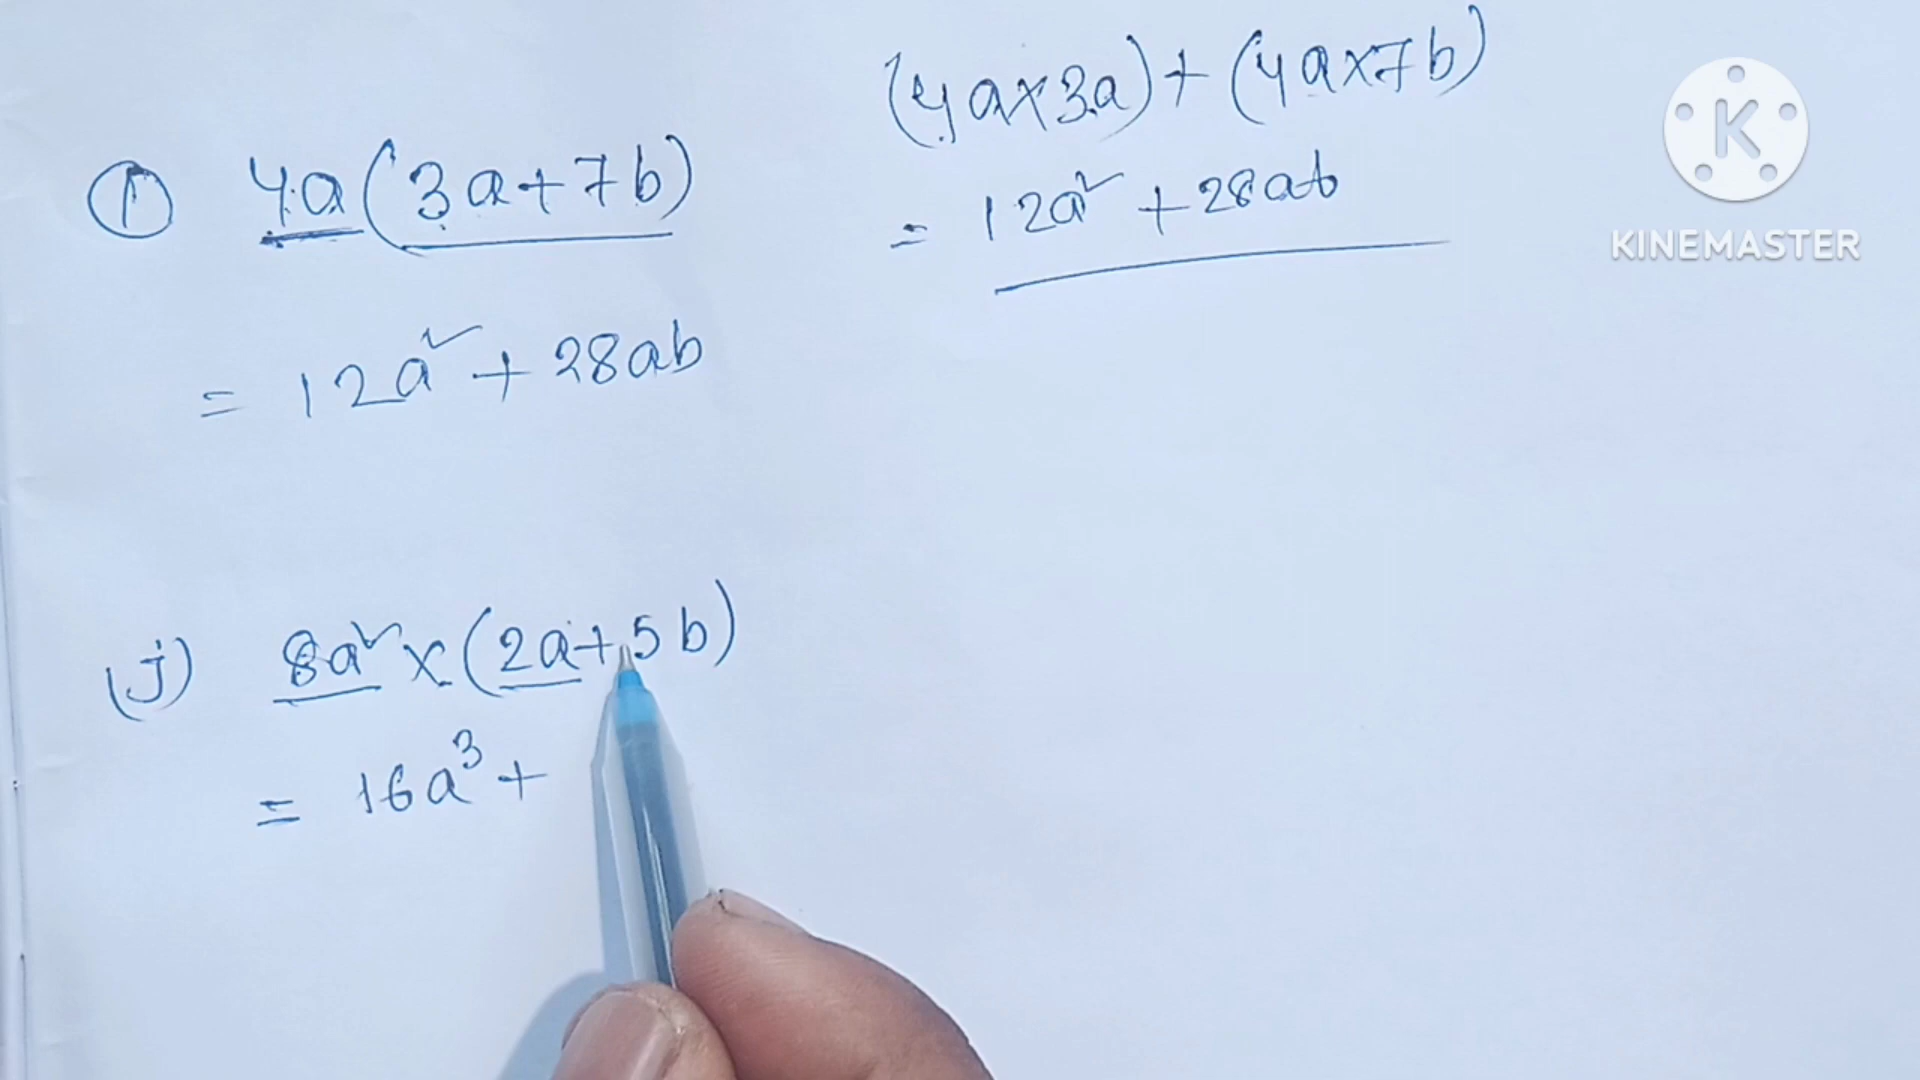 (i) 4a(3a+7b)
= 12a² + 28ab
(4a×3a)+(4a×7b)
= 12a² + 28ab
(j) 8a²×(2a+5b)
= 16a³+
K
KINEMASTER